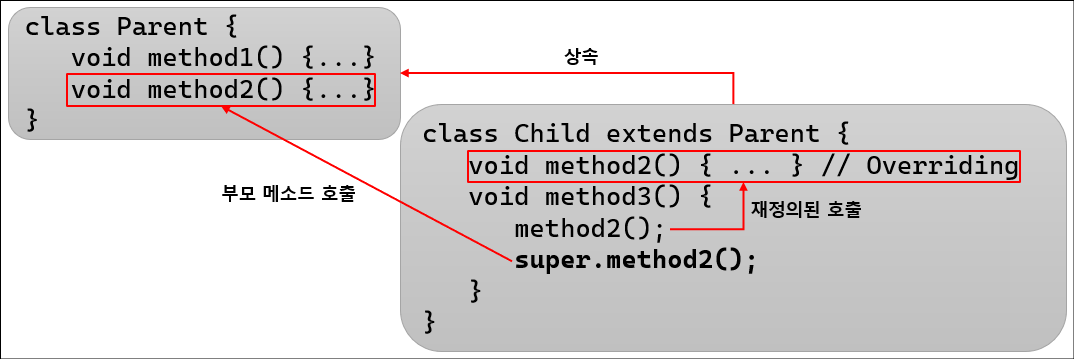 class Parent {
void method1() {...}
void method2() {...}
}
상속
class Child extends Parent {
void method2() { ... } // Overriding
void method3() {
method2();
super.method2();
}
}
부모 메소드 호출
재정의된 호출